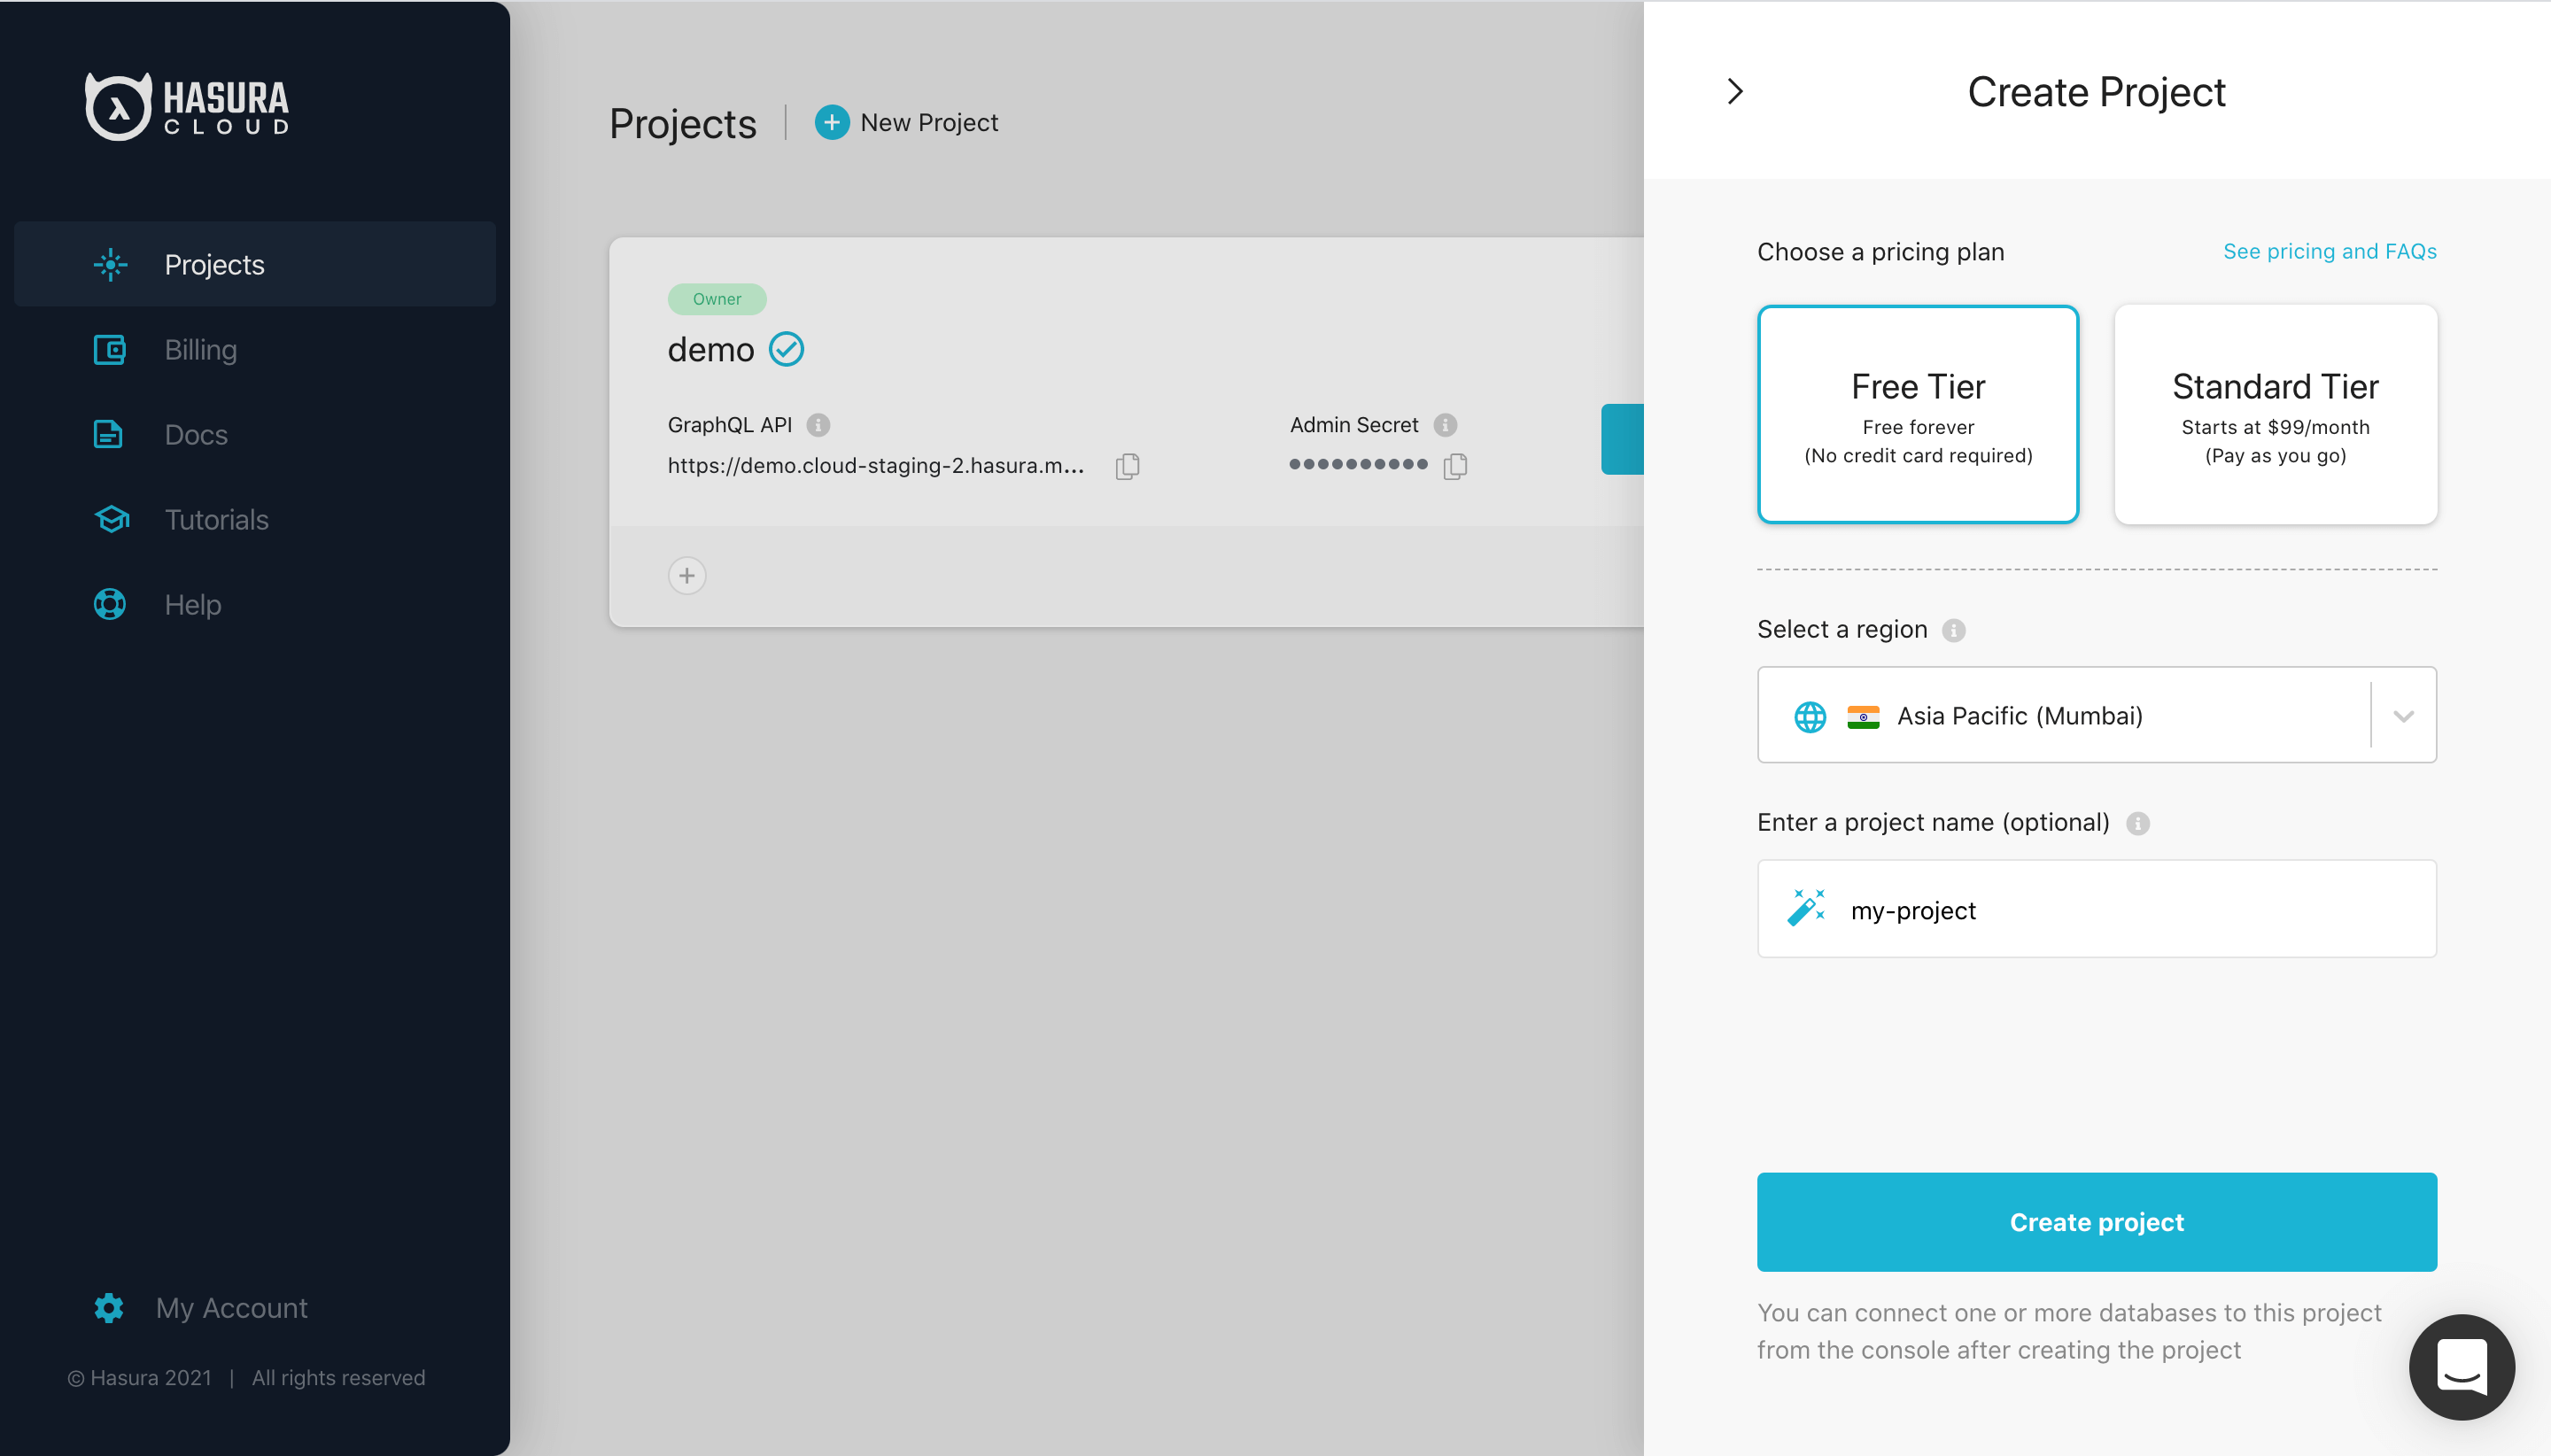 HASURA
CLOUD
Projects
Billing
Docs
Tutorials
Help
My Account
© Hasura 2021 | All rights reserved
Projects
New Project
Owner
demo
GraphQL API
https://demo.cloud-staging-2.hasura.m...
Admin Secret
••••••••••
Create Project
Choose a pricing plan
See pricing and FAQs
Free Tier
Free forever
(No credit card required)
Standard Tier
Starts at $99/month
(Pay as you go)
Select a region
Asia Pacific (Mumbai)
Enter a project name (optional)
my-project
Create project
You can connect one or more databases to this project
from the console after creating the project